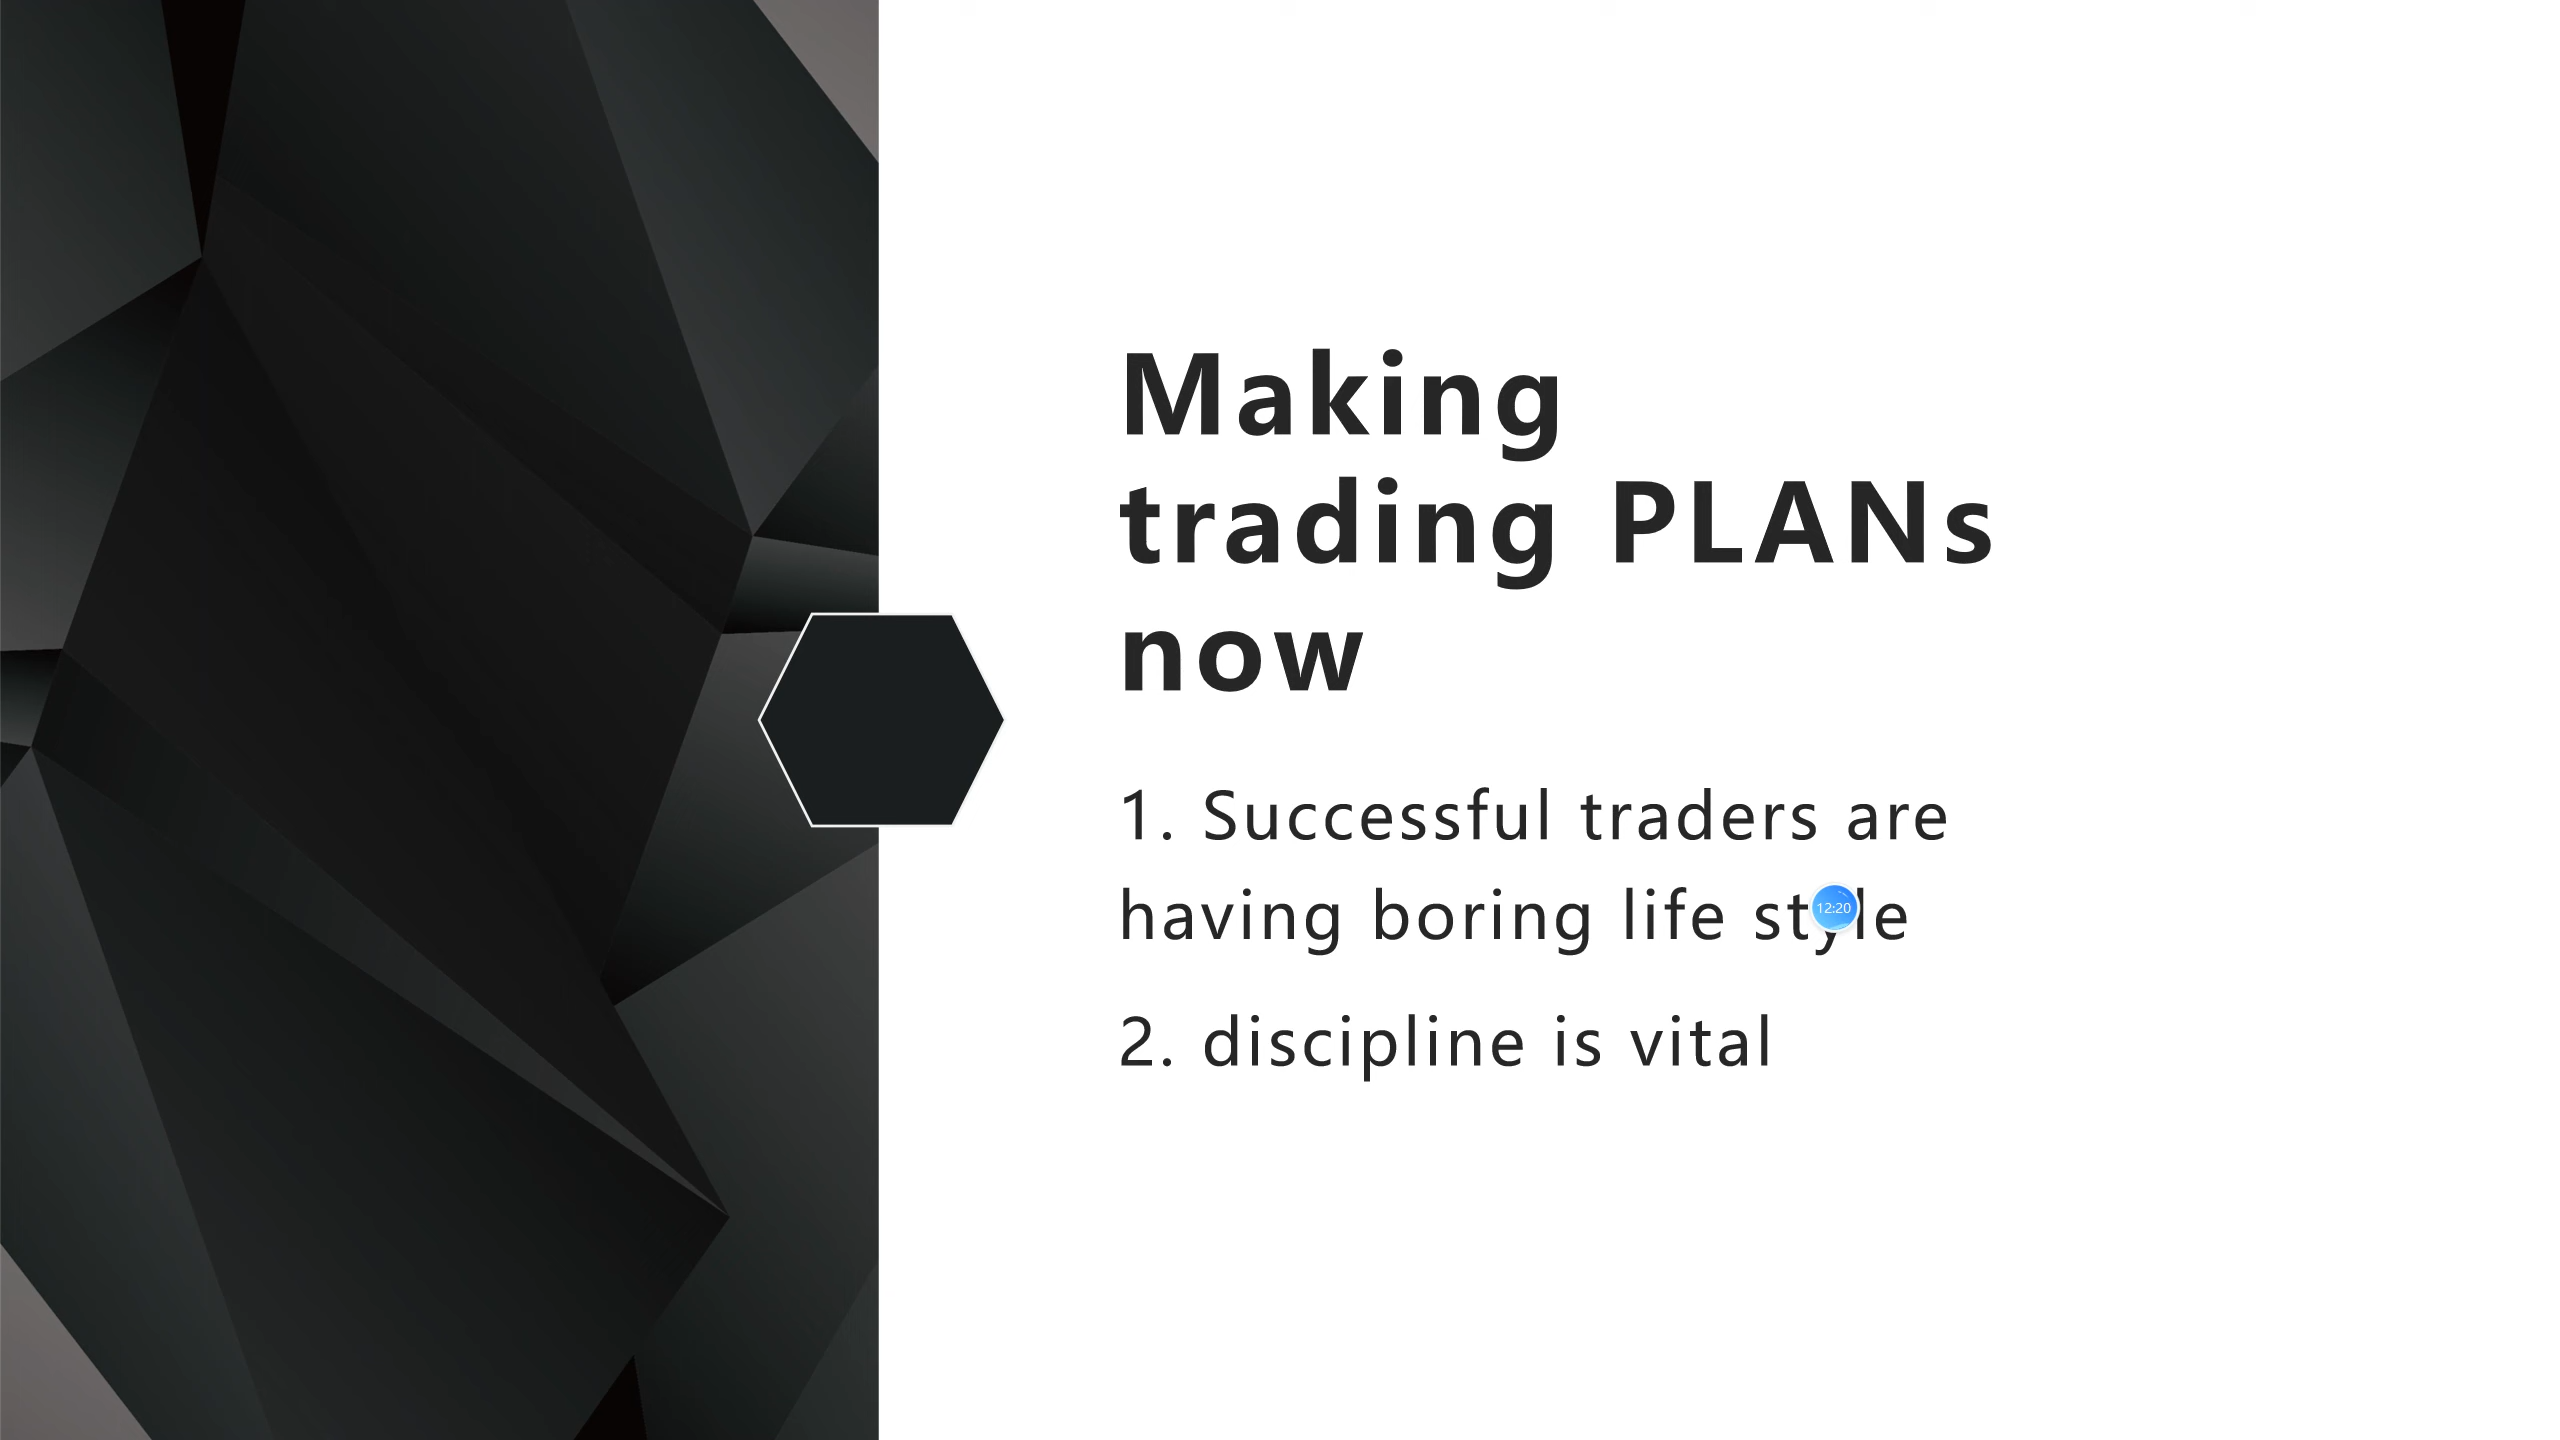 Making
trading PLANs
now
1. Successful traders are
having boring life style
12:20
2. discipline is vital